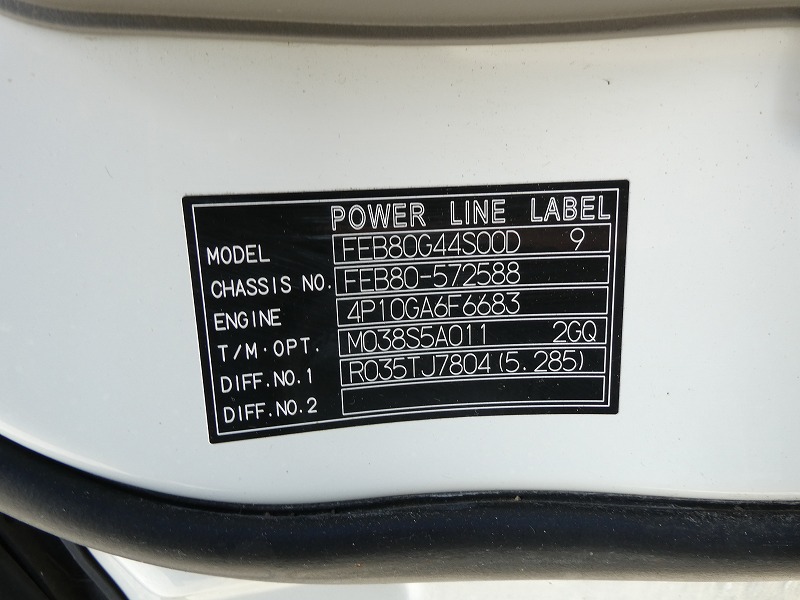 POWER LINE LABEL
MODEL FEB80G44S00D 9
CHASSIS NO. FEB80-572588
ENGINE 4P10GA6F6683
T/M·OPT. M038S5A011 2GQ
DIFF.NO.1 R035TJ7804(5.285)
DIFF.NO.2